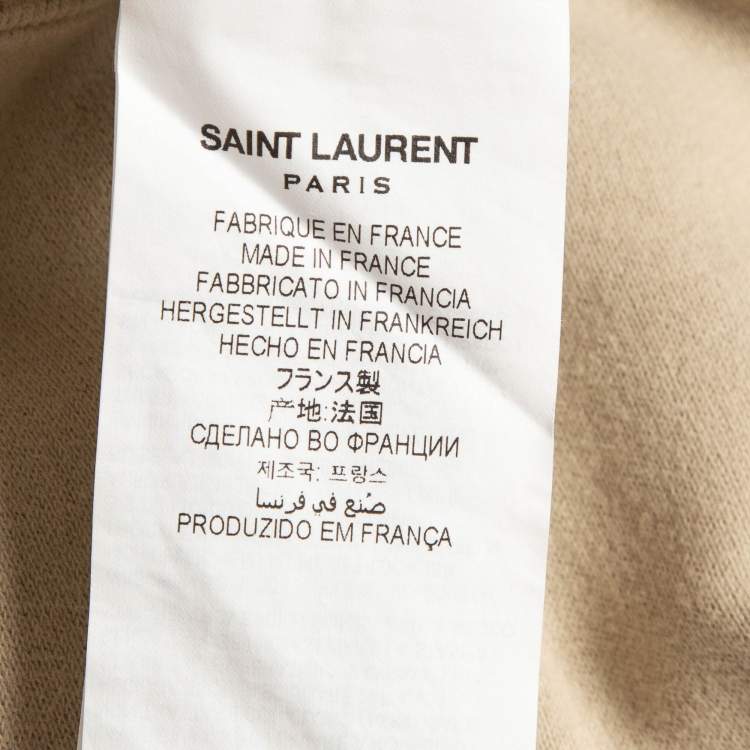 SAINT LAURENT
PARIS
FABRIQUE EN FRANCE
MADE IN FRANCE
FABBRICATO IN FRANCIA
HERGESTELLT IN FRANKREICH
HECHO EN FRANCIA
フランス製
产地:法国
СДЕЛАНО ВО ФРАНЦИИ
제조국: 프랑스
صُنع في فرنسا
PRODUZIDO EM FRANÇA